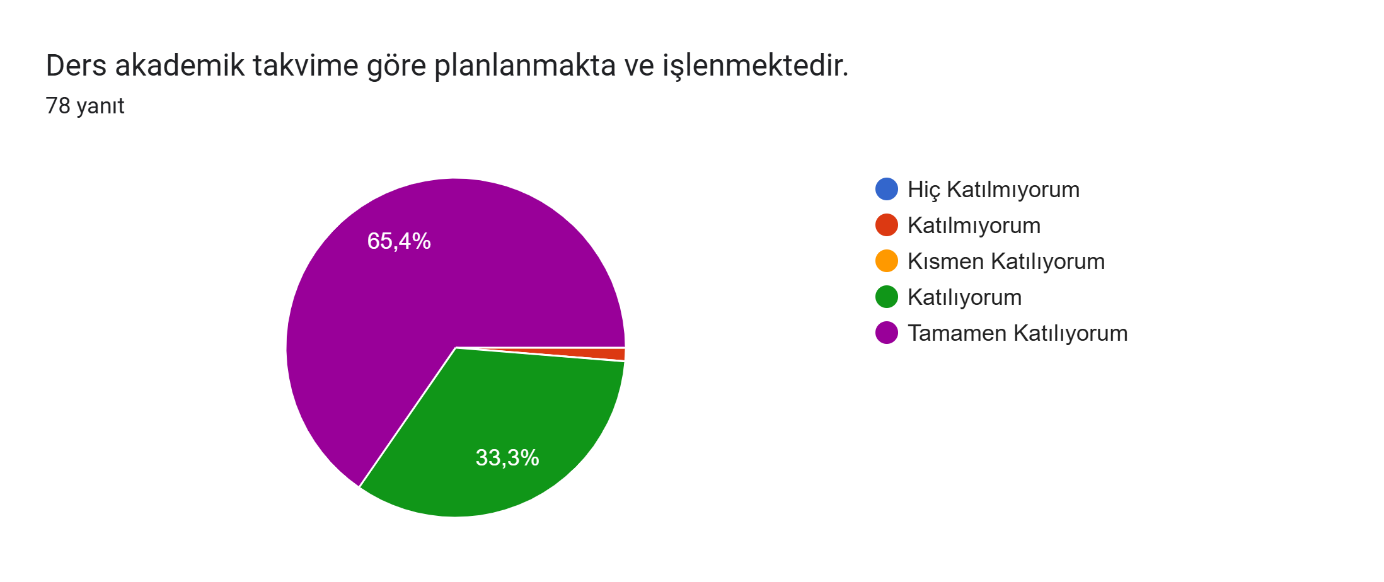 Ders akademik takvime göre planlanmakta ve işlenmektedir.
78 yanıt
65,4%
33,3%
Hiç Katılmıyorum
Katılmıyorum
Kısmen Katılıyorum
Katılıyorum
Tamamen Katılıyorum